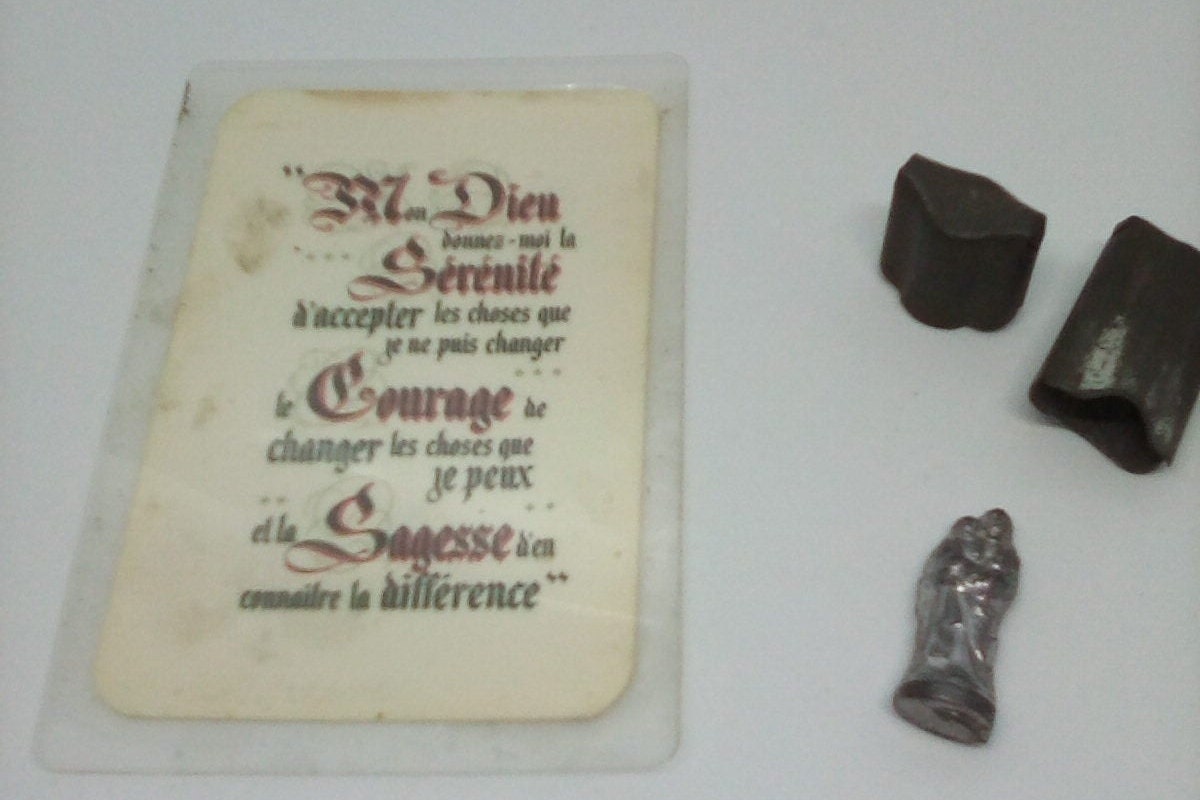 "Mon Dieu
donnez-moi la
Sérénité
d'accepter les choses que
je ne puis changer
...
le Courage de
changer les choses que
je peux
...
et la Sagesse d'en
connaître la différence"